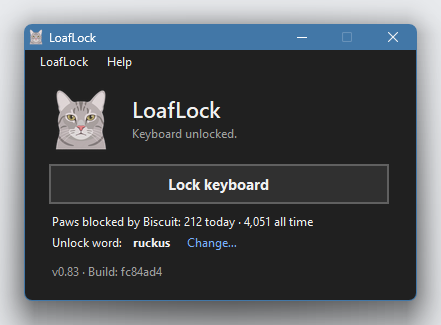 LoafLock
LoafLock Help
LoafLock
Keyboard unlocked.
Lock keyboard
Paws blocked by Biscuit: 212 today · 4,051 all time
Unlock word: ruckus Change...
v0.83 · Build: fc84ad4